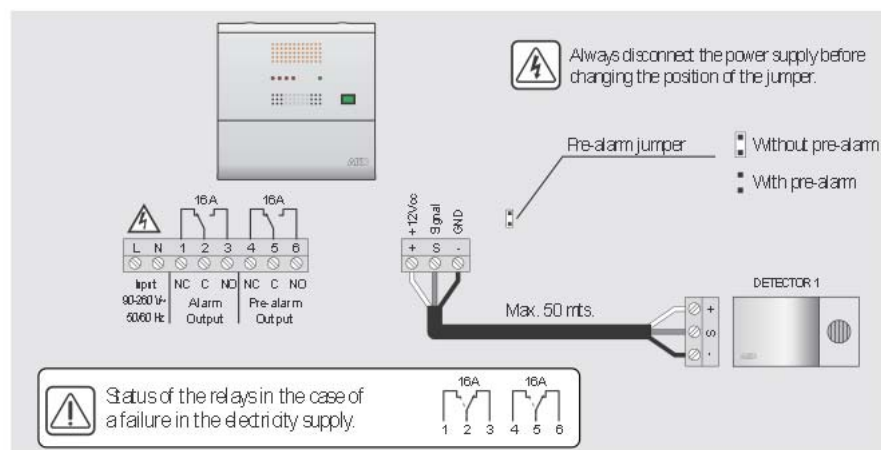 Always disconnect the power supply before
changing the position of the jumper.
Pre-alarm jumper
Without pre-alarm
With pre-alarm
16A 16A
L N 1 2 3 4 5 6
Input
90-260 V~
50/60 Hz
NC C NO NC C NO
Alarm
Output
Pre-alarm
Output
+12Vcc
Signal
GND
+ S -
Max. 50 mts.
DETECTOR 1
+
S
-
Status of the relays in the case of
a failure in the electricity supply.
16A 16A
1 2 3 4 5 6